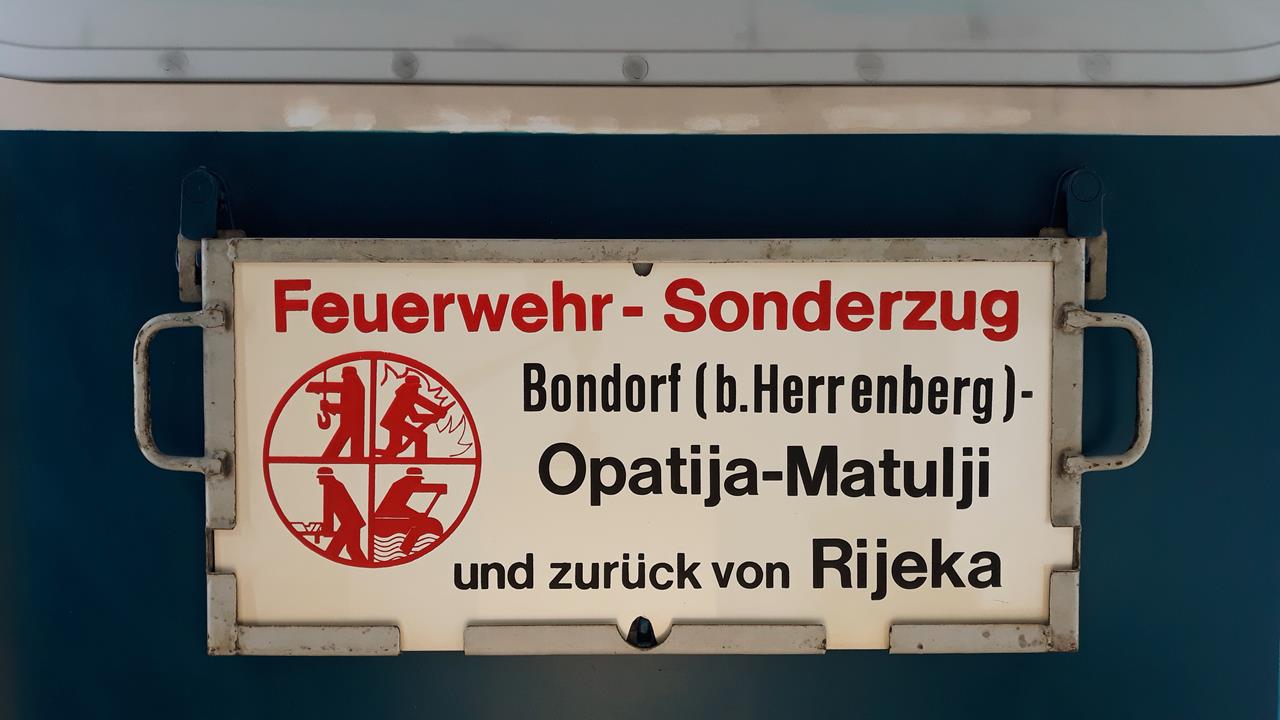 Feuerwehr - Sonderzug
Bondorf (b.Herrenberg)-
Opatija-Matulji
und zurück von Rijeka